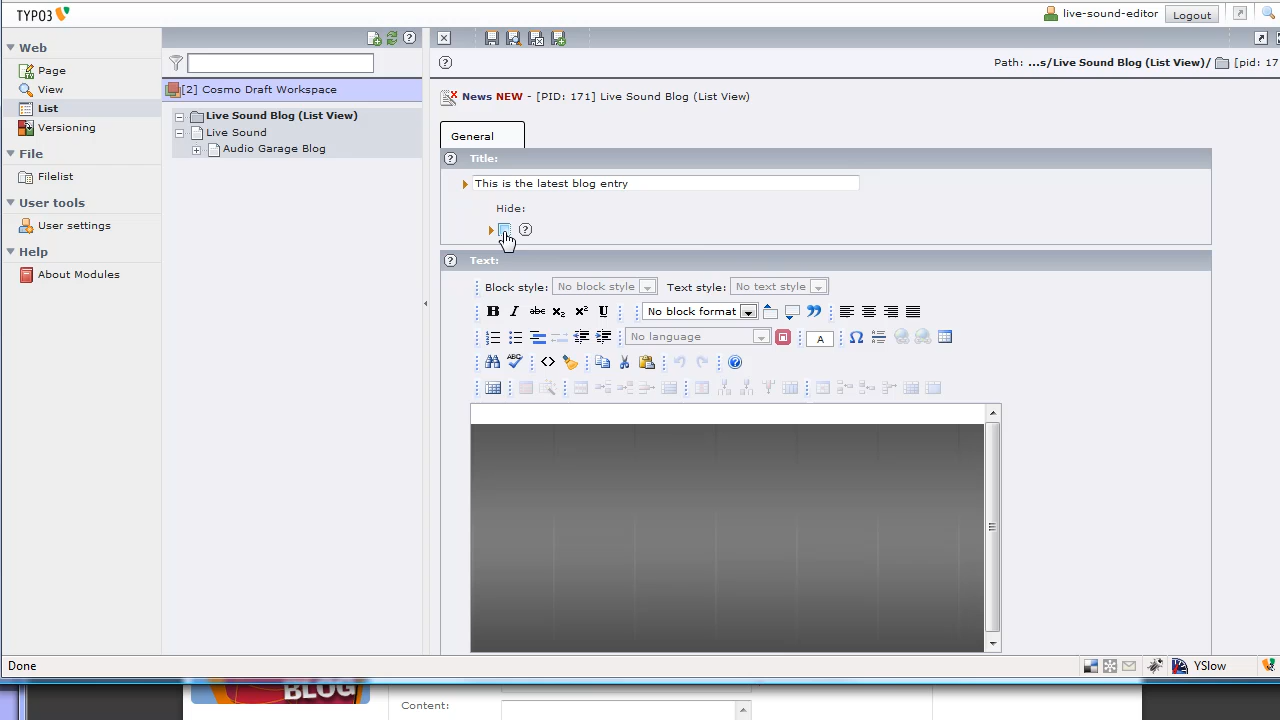 TYPO3
live-sound-editor Logout
Web
Page
View
List
Versioning
File
Filelist
User tools
User settings
Help
About Modules
[2] Cosmo Draft Workspace
Live Sound Blog (List View)
Live Sound
Audio Garage Blog
Path: ...s/Live Sound Blog (List View)/ [pid: 17
News NEW - [PID: 171] Live Sound Blog (List View)
General
Title:
This is the latest blog entry
Hide:
Text:
Block style: No block style Text style: No text style
No block format
No language
Done YSlow
BLOG
Content: